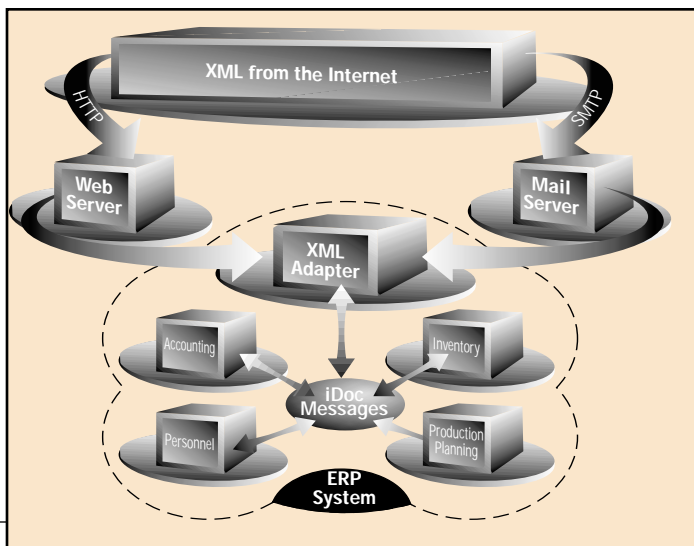 XML from the Internet
HTTP
SMTP
Web
Server
Mail
Server
XML
Adapter
Accounting
Inventory
iDoc
Messages
Personnel
Production
Planning
ERP
System